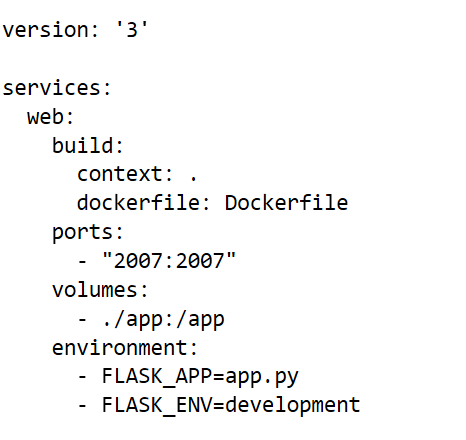 version: '3'

services:
  web:
    build:
      context: .
      dockerfile: Dockerfile
    ports:
      - "2007:2007"
    volumes:
      - ./app:/app
    environment:
      - FLASK_APP=app.py
      - FLASK_ENV=development